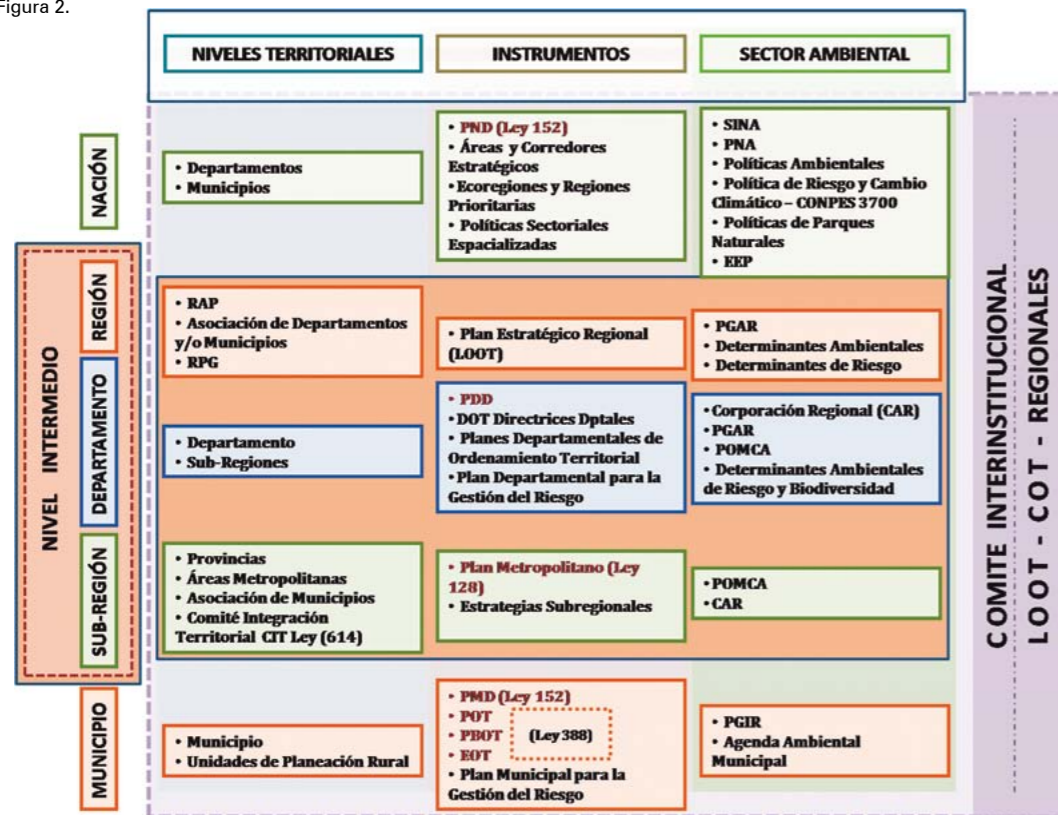 Figura 2.
NIVELES TERRITORIALES
INSTRUMENTOS
SECTOR AMBIENTAL
NACIÓN
• Departamentos
• Municipios
• PND (Ley 152)
• Áreas y Corredores
Estratégicos
• Ecoregiones y Regiones
Prioritarias
• Políticas Sectoriales
Espacializadas
• SINA
• PNA
• Políticas Ambientales
• Política de Riesgo y Cambio
Climático – CONPES 3700
• Políticas de Parques
Naturales
• EEP
NIVEL INTERMEDIO
REGIÓN
• RAP
• Asociación de Departamentos
y/o Municipios
• RPG
• Plan Estratégico Regional
(LOOT)
• PGAR
• Determinantes Ambientales
• Determinantes de Riesgo
DEPARTAMENTO
• Departamento
• Sub-Regiones
• PDD
• DOT Directrices Dptales
• Planes Departamentales de
Ordenamiento Territorial
• Plan Departamental para la
Gestión del Riesgo
• Corporación Regional (CAR)
• PGAR
• POMCA
• Determinantes Ambientales
de Riesgo y Biodiversidad
SUB-REGIÓN
• Provincias
• Áreas Metropolitanas
• Asociación de Municipios
• Comité Integración
Territorial CIT Ley (614)
• Plan Metropolitano (Ley
128)
• Estrategias Subregionales
• POMCA
• CAR
MUNICIPIO
• Municipio
• Unidades de Planeación Rural
• PMD (Ley 152)
• POT
• PBOT
(Ley 388)
• EOT
• Plan Municipal para la
Gestión del Riesgo
• PGIR
• Agenda Ambiental
Municipal
COMITE INTERINSTITUCIONAL
LOOT - COT - REGIONALES